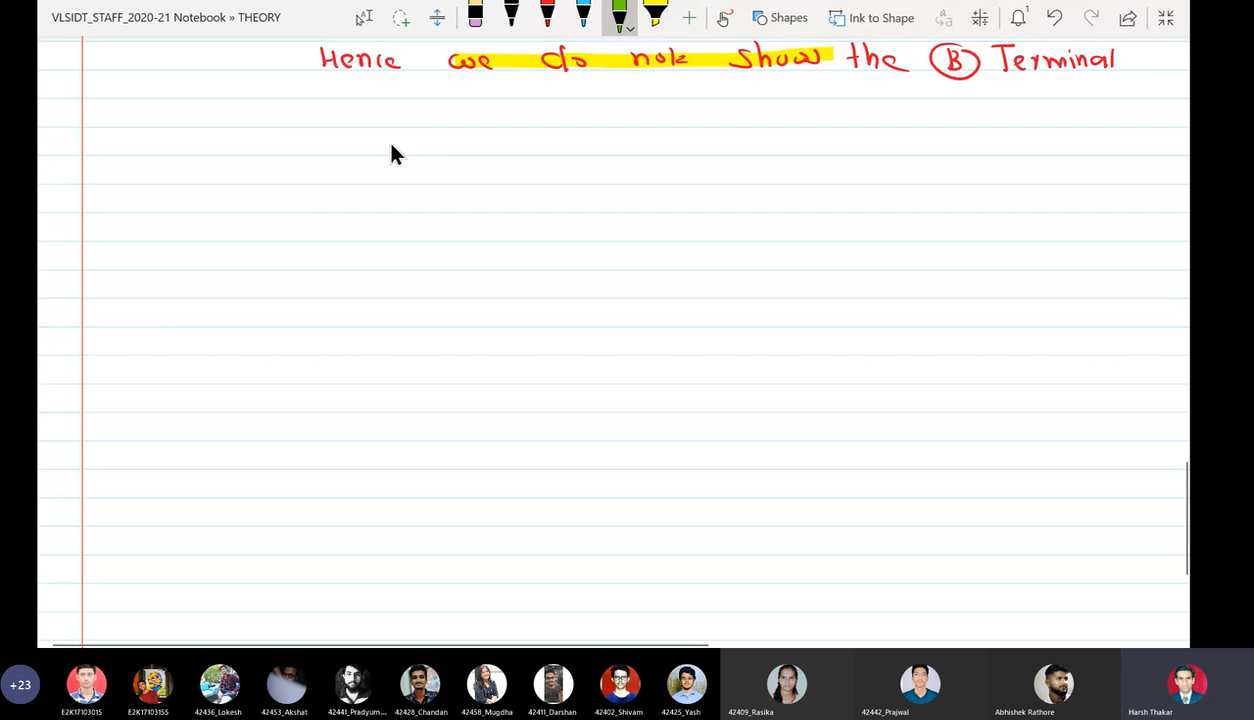 VLSIDT_STAFF_2020-21 Notebook » THEORY
Shapes
Ink to Shape
Hence we do not show the B Terminal
+23
E2K17103015
E2K17103155
42436_Lokesh
42453_Akshat
42441_Pradyum...
42428_Chandan
42458_Mugdha
42411_Darshan
42402_Shivam
42425_Yash
42409_Rasika
42442_Prajwal
Abhishek Rathore
Harsh Thakar